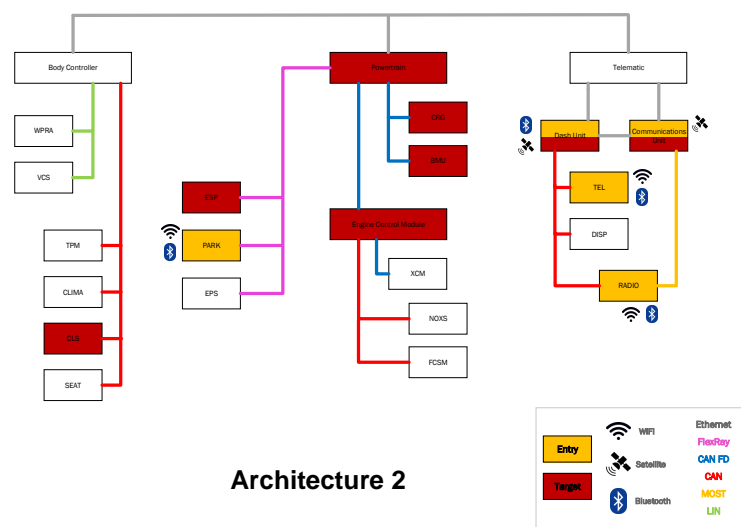 Body Controller
Powertrain
Telematic
WPRA
VCS
ORG
BMU
Dash Unit
Communications
Unit
ESP
PARK
EPS
TEL
DISP
RADIO
Engine Control Module
TPM
CLIMA
CLS
SEAT
XCM
NOXS
FCSM
Architecture 2
Entry
Target
WiFi
Satellite
Bluetooth
Ethernet
FlexRay
CAN FD
CAN
MOST
LIN